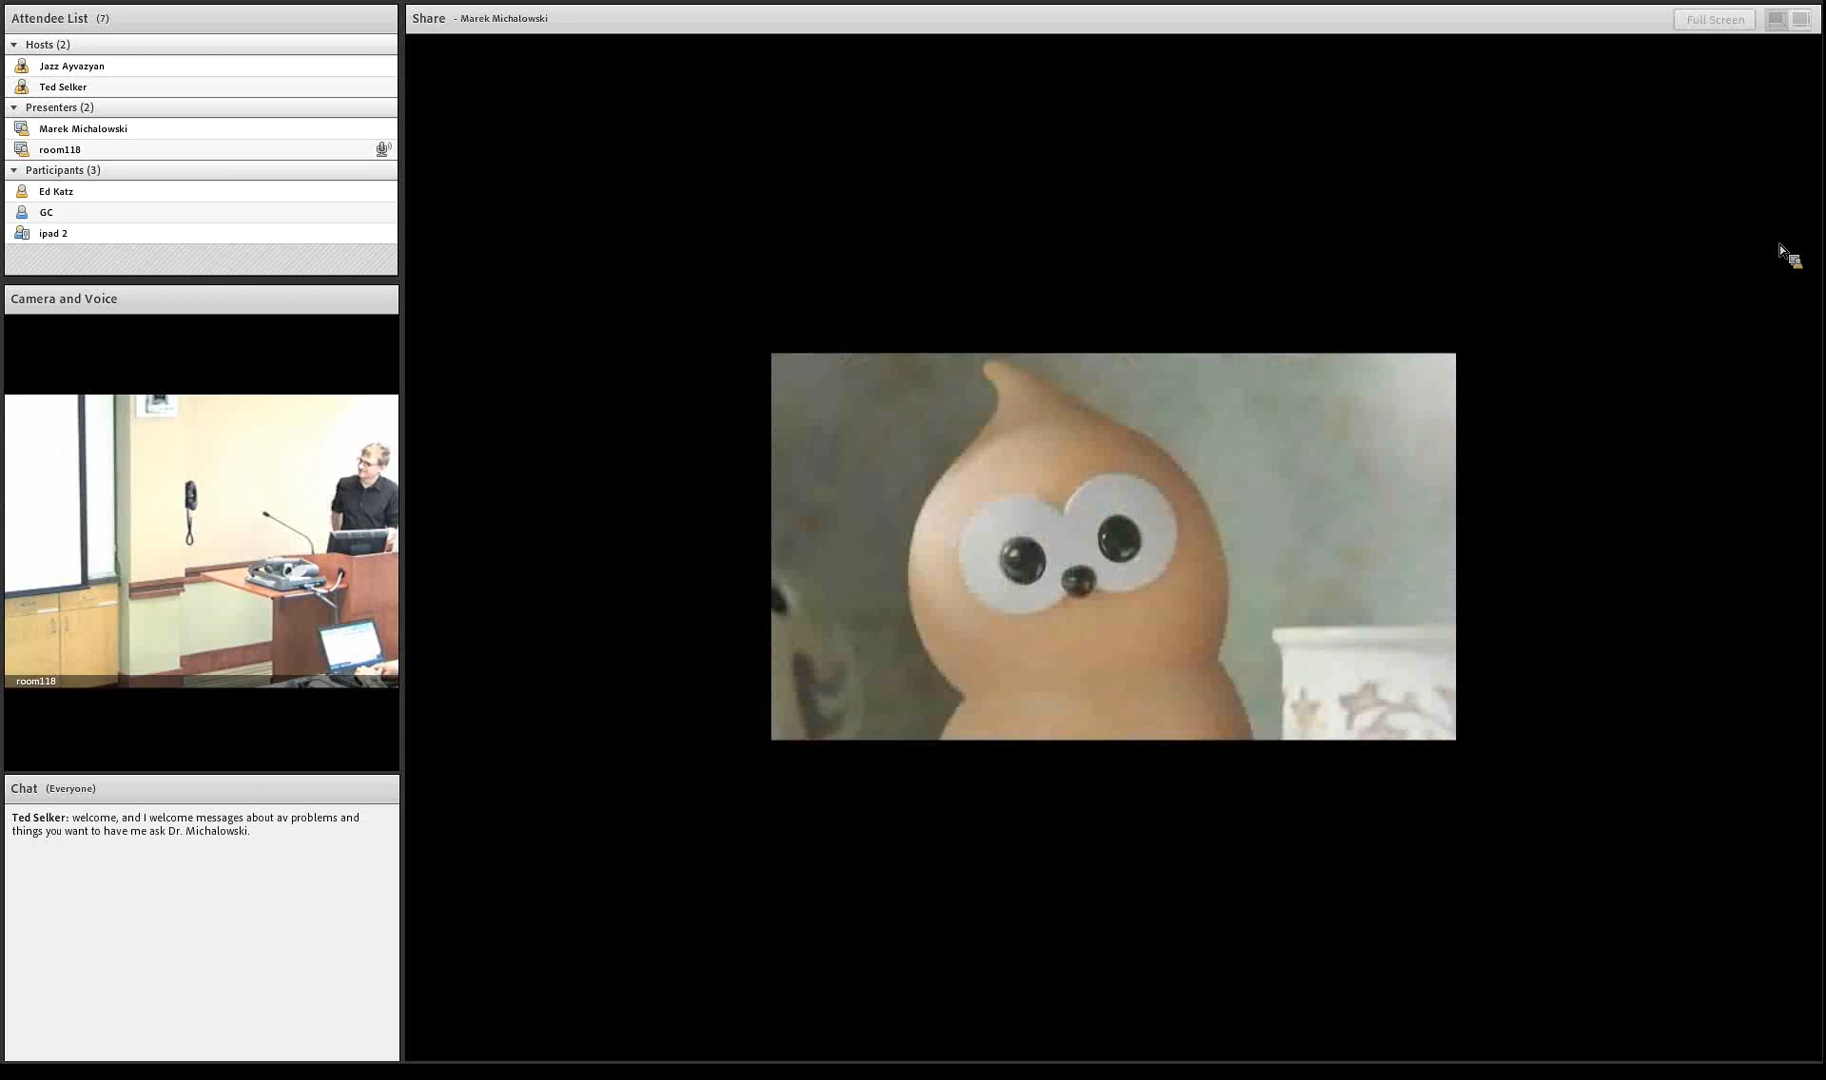 Attendee List (7)
Hosts (2)
Jazz Ayvazyan
Ted Selker
Presenters (2)
Marek Michalowski
room118
Participants (3)
Ed Katz
GC
ipad 2
Camera and Voice
room118
Chat (Everyone)
Ted Selker: welcome, and I welcome messages about av problems and
things you want to have me ask Dr. Michalowski.
Share - Marek Michalowski
Full Screen